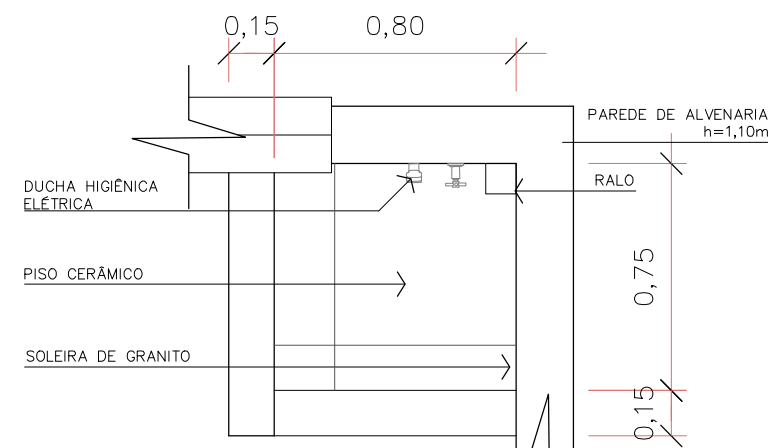 0,15
0,80
PAREDE DE ALVENARIA
h=1,10m
DUCHA HIGIÊNICA
ELÉTRICA
RALO
PISO CERÂMICO
0,75
SOLEIRA DE GRANITO
0,15